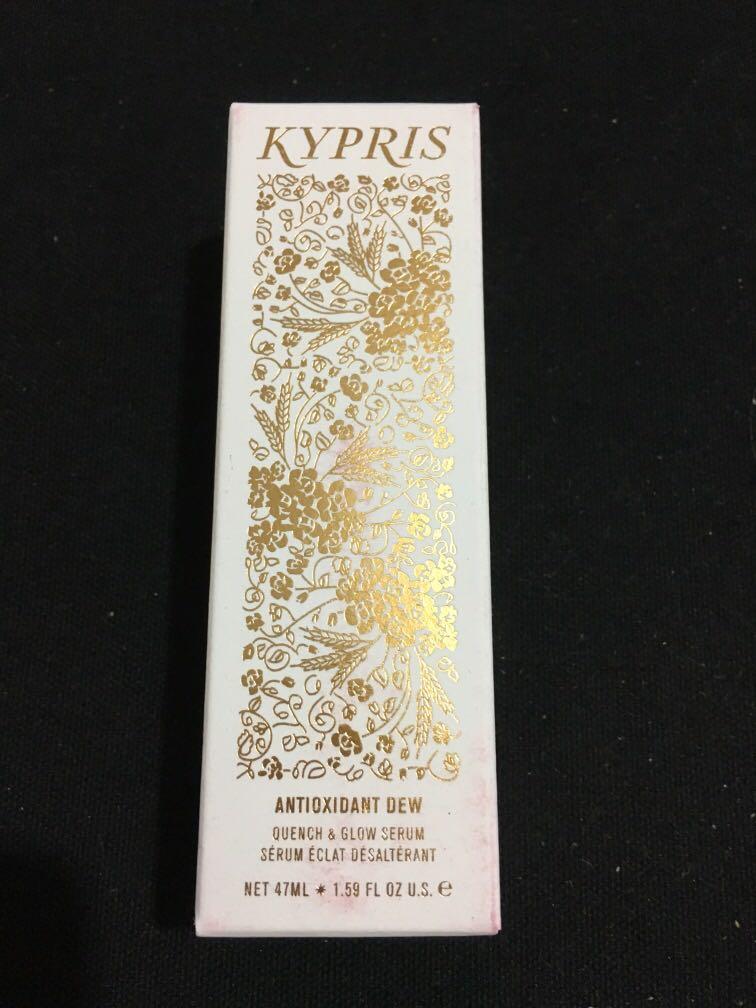 KYPRIS
ANTIOXIDANT DEW
QUENCH & GLOW SERUM
SÉRUM ÉCLAT DÉSALTÉRANT
NET 47ML ✶ 1.59 FL OZ U.S. ℮